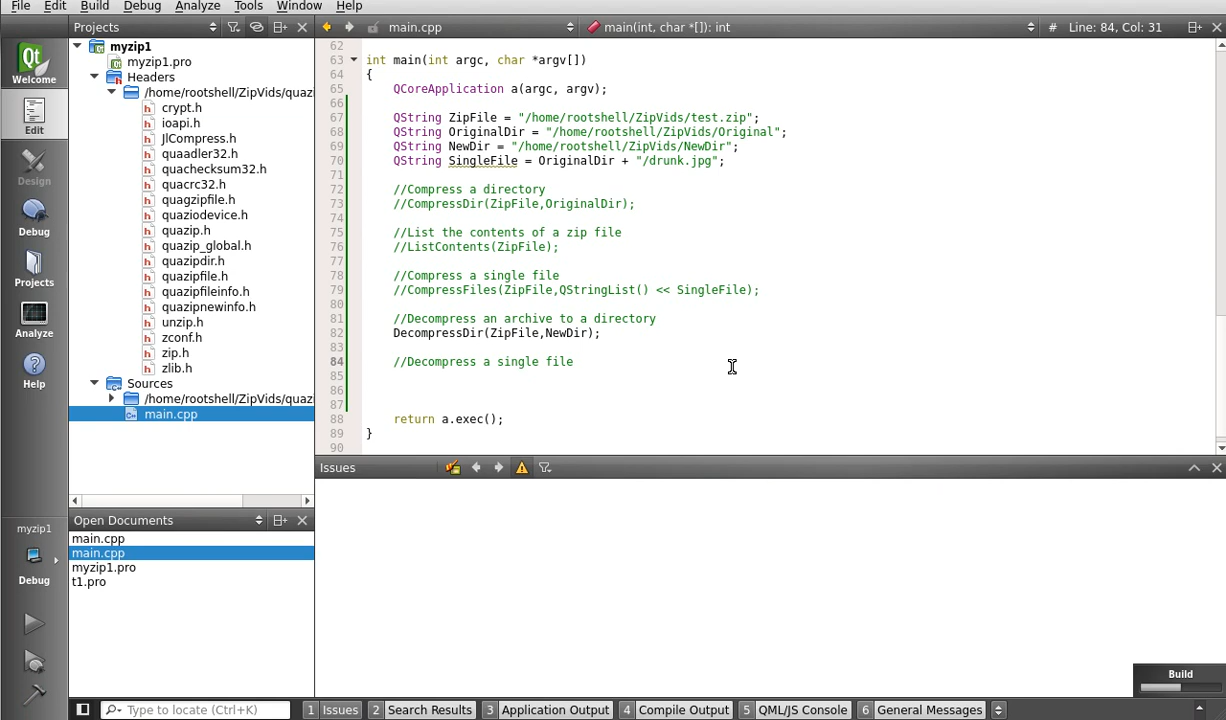 File Edit Build Debug Analyze Tools Window Help
Projects
main.cpp
main(int, char *[]): int
# Line: 84, Col: 31
Welcome
Edit
Design
Debug
Projects
Analyze
Help
myzip1
Debug
myzip1
myzip1.pro
Headers
/home/rootshell/ZipVids/quaz
crypt.h
ioapi.h
JlCompress.h
quaadler32.h
quachecksum32.h
quacrc32.h
quagzipfile.h
quaziodevice.h
quazip.h
quazip_global.h
quazipdir.h
quazipfile.h
quazipfileinfo.h
quazipnewinfo.h
unzip.h
zconf.h
zip.h
zlib.h
Sources
/home/rootshell/ZipVids/quaz
main.cpp
Open Documents
main.cpp
main.cpp
myzip1.pro
t1.pro
62
63 int main(int argc, char *argv[])
64 {
65 QCoreApplication a(argc, argv);
66
67 QString ZipFile = "/home/rootshell/ZipVids/test.zip";
68 QString OriginalDir = "/home/rootshell/ZipVids/Original";
69 QString NewDir = "/home/rootshell/ZipVids/NewDir";
70 QString SingleFile = OriginalDir + "/drunk.jpg";
71
72 //Compress a directory
73 //CompressDir(ZipFile,OriginalDir);
74
75 //List the contents of a zip file
76 //ListContents(ZipFile);
77
78 //Compress a single file
79 //CompressFiles(ZipFile,QStringList() << SingleFile);
80
81 //Decompress an archive to a directory
82 DecompressDir(ZipFile,NewDir);
83
84 //Decompress a single file
85
86
87
88 return a.exec();
89 }
90
Issues
Build
Type to locate (Ctrl+K)
1 Issues
2 Search Results
3 Application Output
4 Compile Output
5 QML/JS Console
6 General Messages